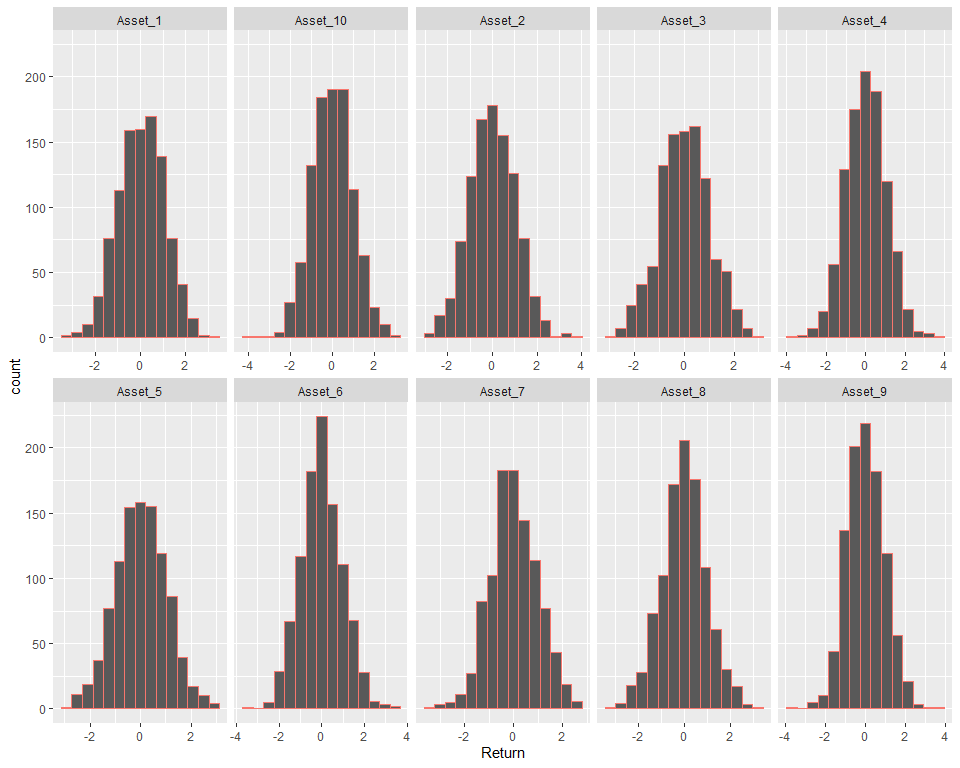 Asset_1 Asset_10 Asset_2 Asset_3 Asset_4
200
150
100
50
0
-2 0 2 -4 -2 0 2 -2 0 2 4 -2 0 2 -4 -2 0 2 4
count
Asset_5 Asset_6 Asset_7 Asset_8 Asset_9
200
150
100
50
0
-2 0 2 -4 -2 0 2 4 -2 0 2 -2 0 2 -4 -2 0 2 4
Return